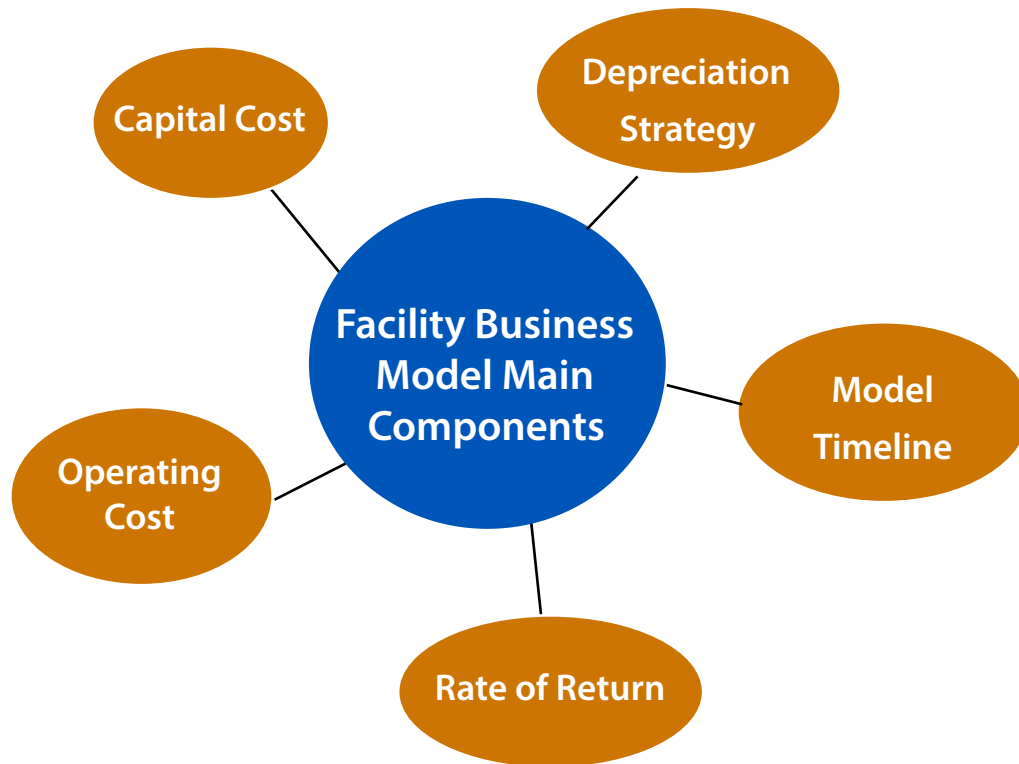 Capital Cost
Depreciation
Strategy
Facility Business
Model Main
Components
Model
Timeline
Operating
Cost
Rate of Return